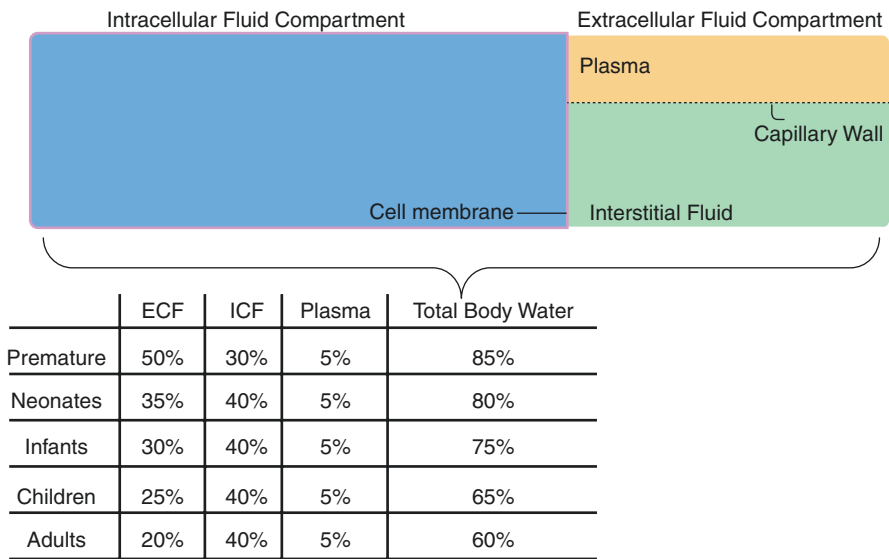 Intracellular Fluid Compartment Extracellular Fluid Compartment
Plasma
Capillary Wall
Cell membrane Interstitial Fluid
ECF ICF Plasma Total Body Water
Premature 50% 30% 5% 85%
Neonates 35% 40% 5% 80%
Infants 30% 40% 5% 75%
Children 25% 40% 5% 65%
Adults 20% 40% 5% 60%